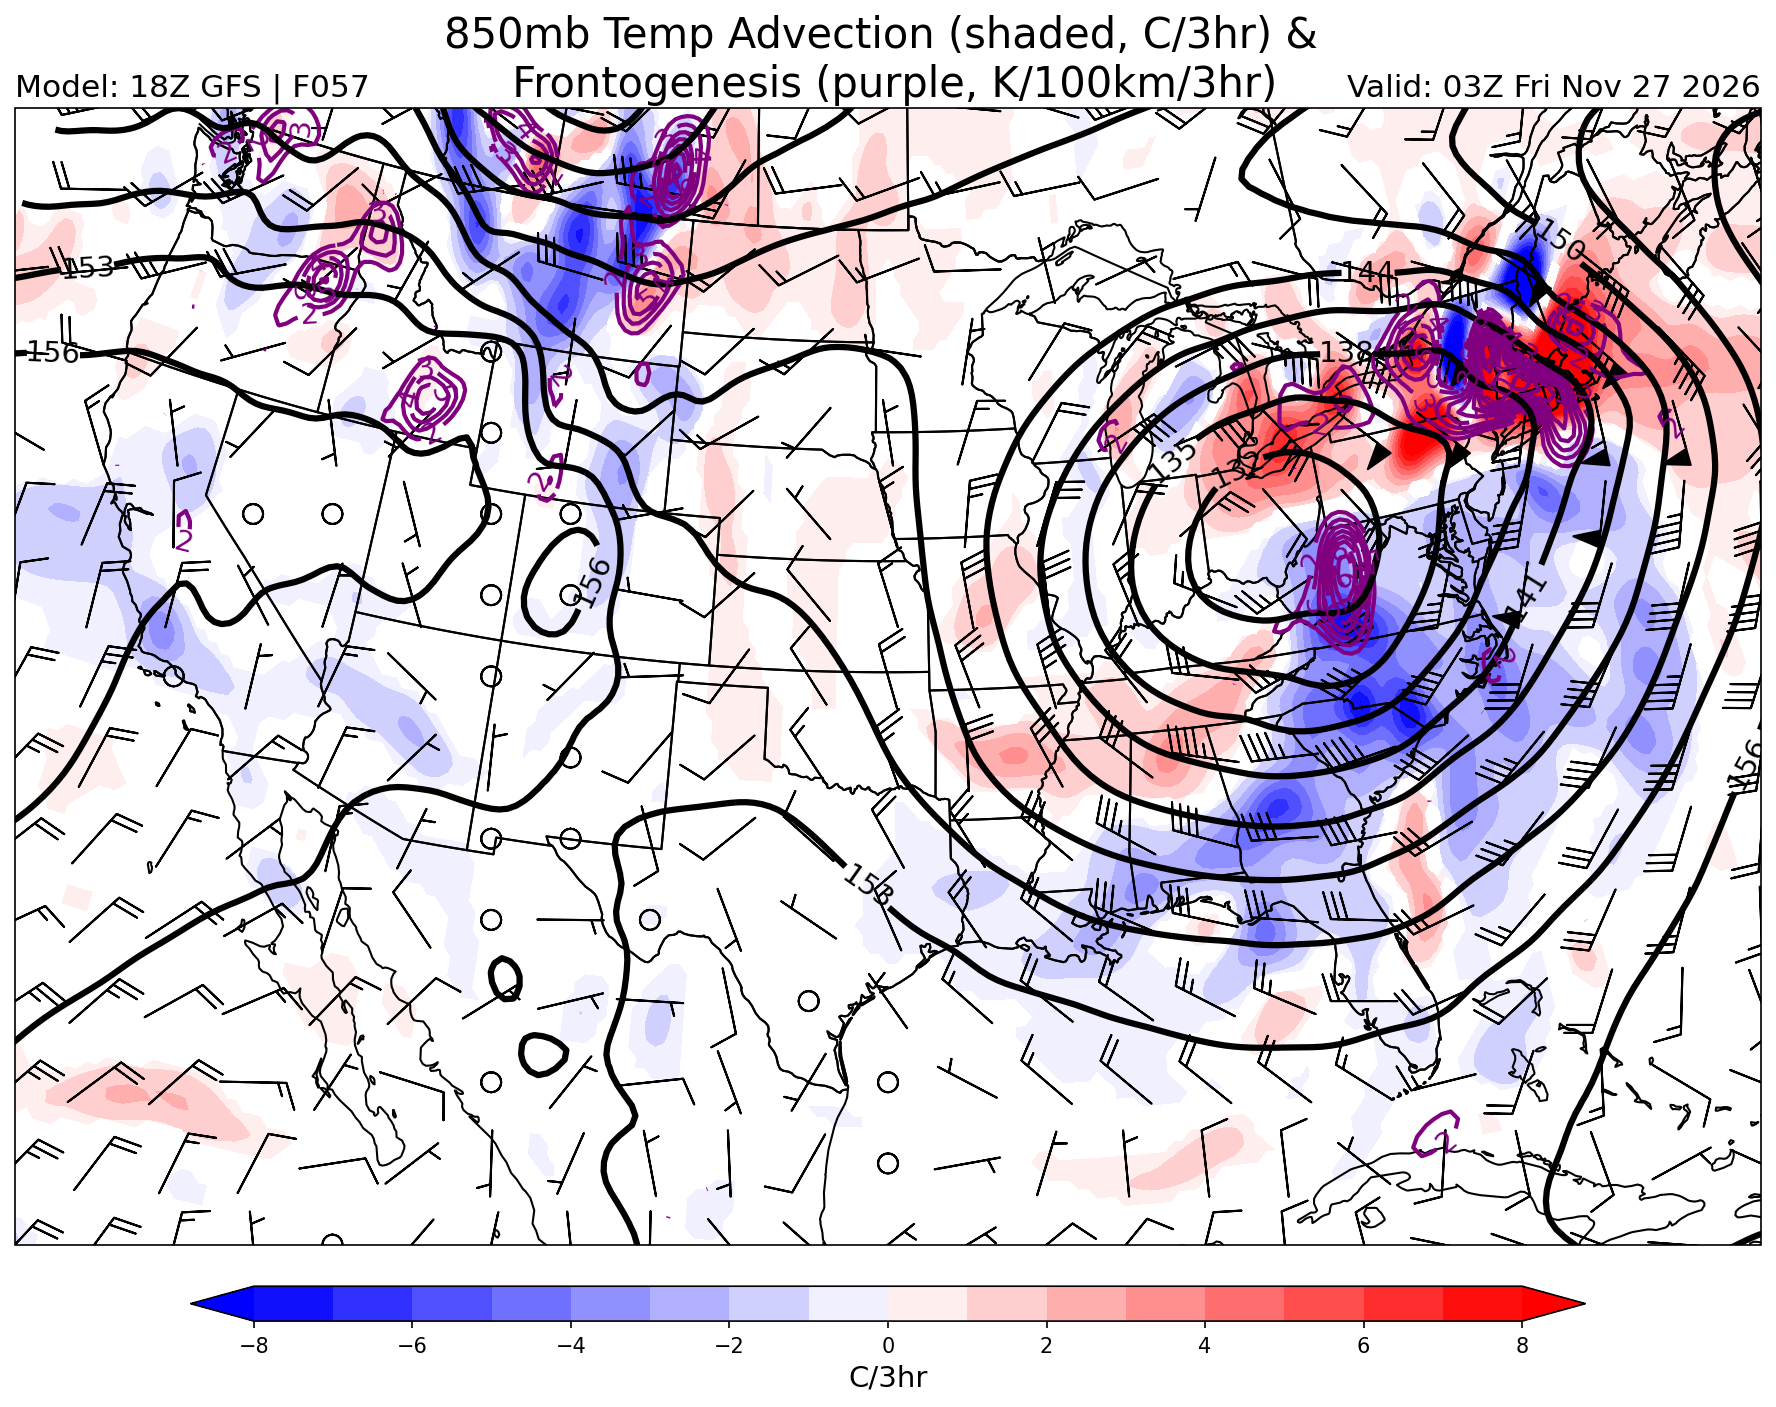 850mb Temp Advection (shaded, C/3hr) &
Frontogenesis (purple, K/100km/3hr)
Model: 18Z GFS | F057
Valid: 03Z Fri Nov 27 2026
150
153
144
156
138
135
132
156
141
156
153
2
2
−8 −6 −4 −2 0 2 4 6 8
C/3hr